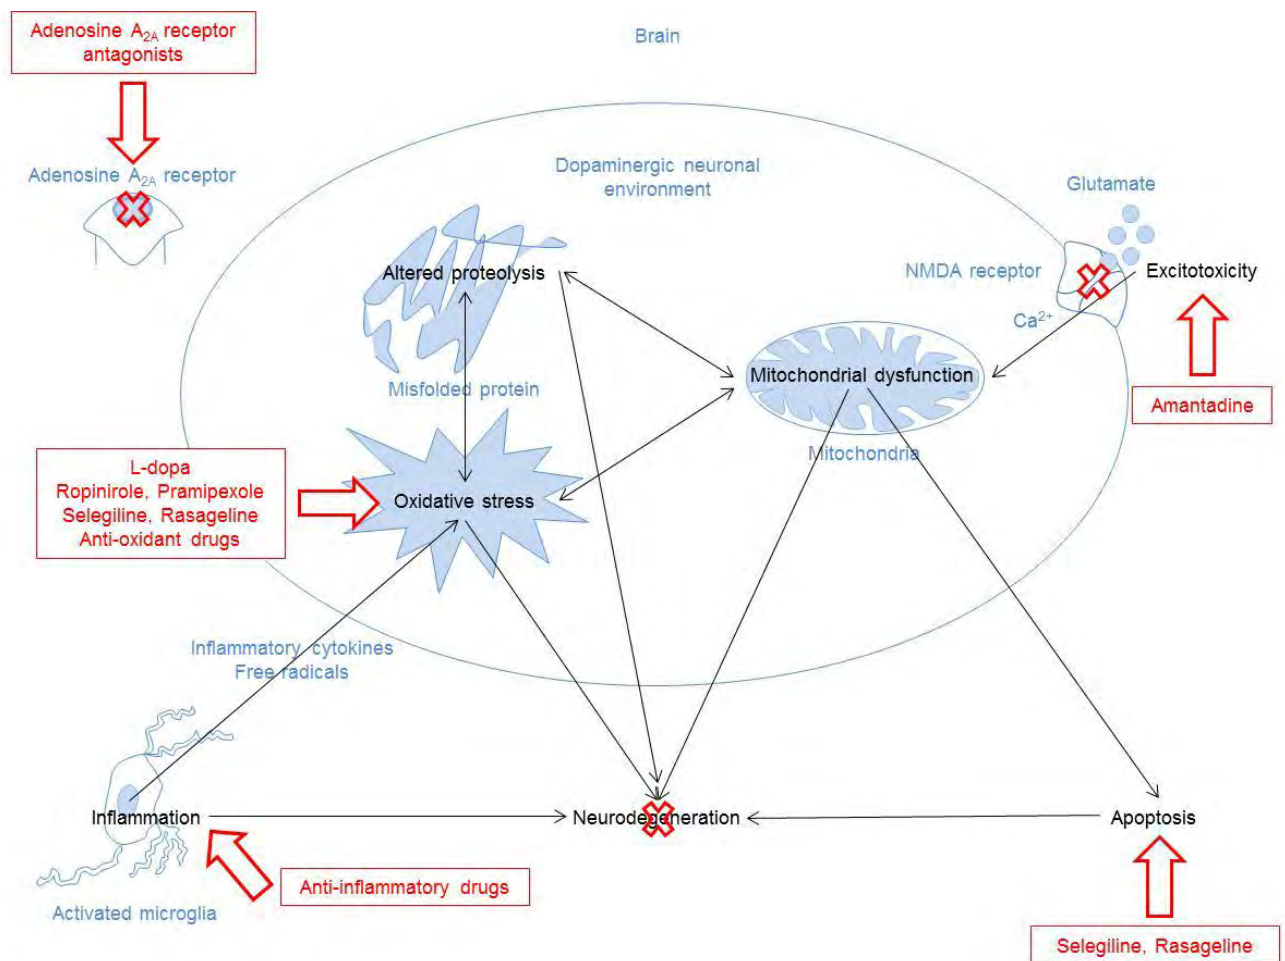 Adenosine A2A receptor
antagonists
Brain
Adenosine A2A receptor
Dopaminergic neuronal
environment
Glutamate
NMDA receptor
Excitotoxicity
Altered proteolysis
Ca2+
Misfolded protein
Mitochondrial dysfunction
Amantadine
Mitochondria
L-dopa
Ropinirole, Pramipexole
Selegiline, Rasageline
Anti-oxidant drugs
Oxidative stress
Inflammatory cytokines
Free radicals
Inflammation
Neurodegeneration
Apoptosis
Anti-inflammatory drugs
Activated microglia
Selegiline, Rasageline